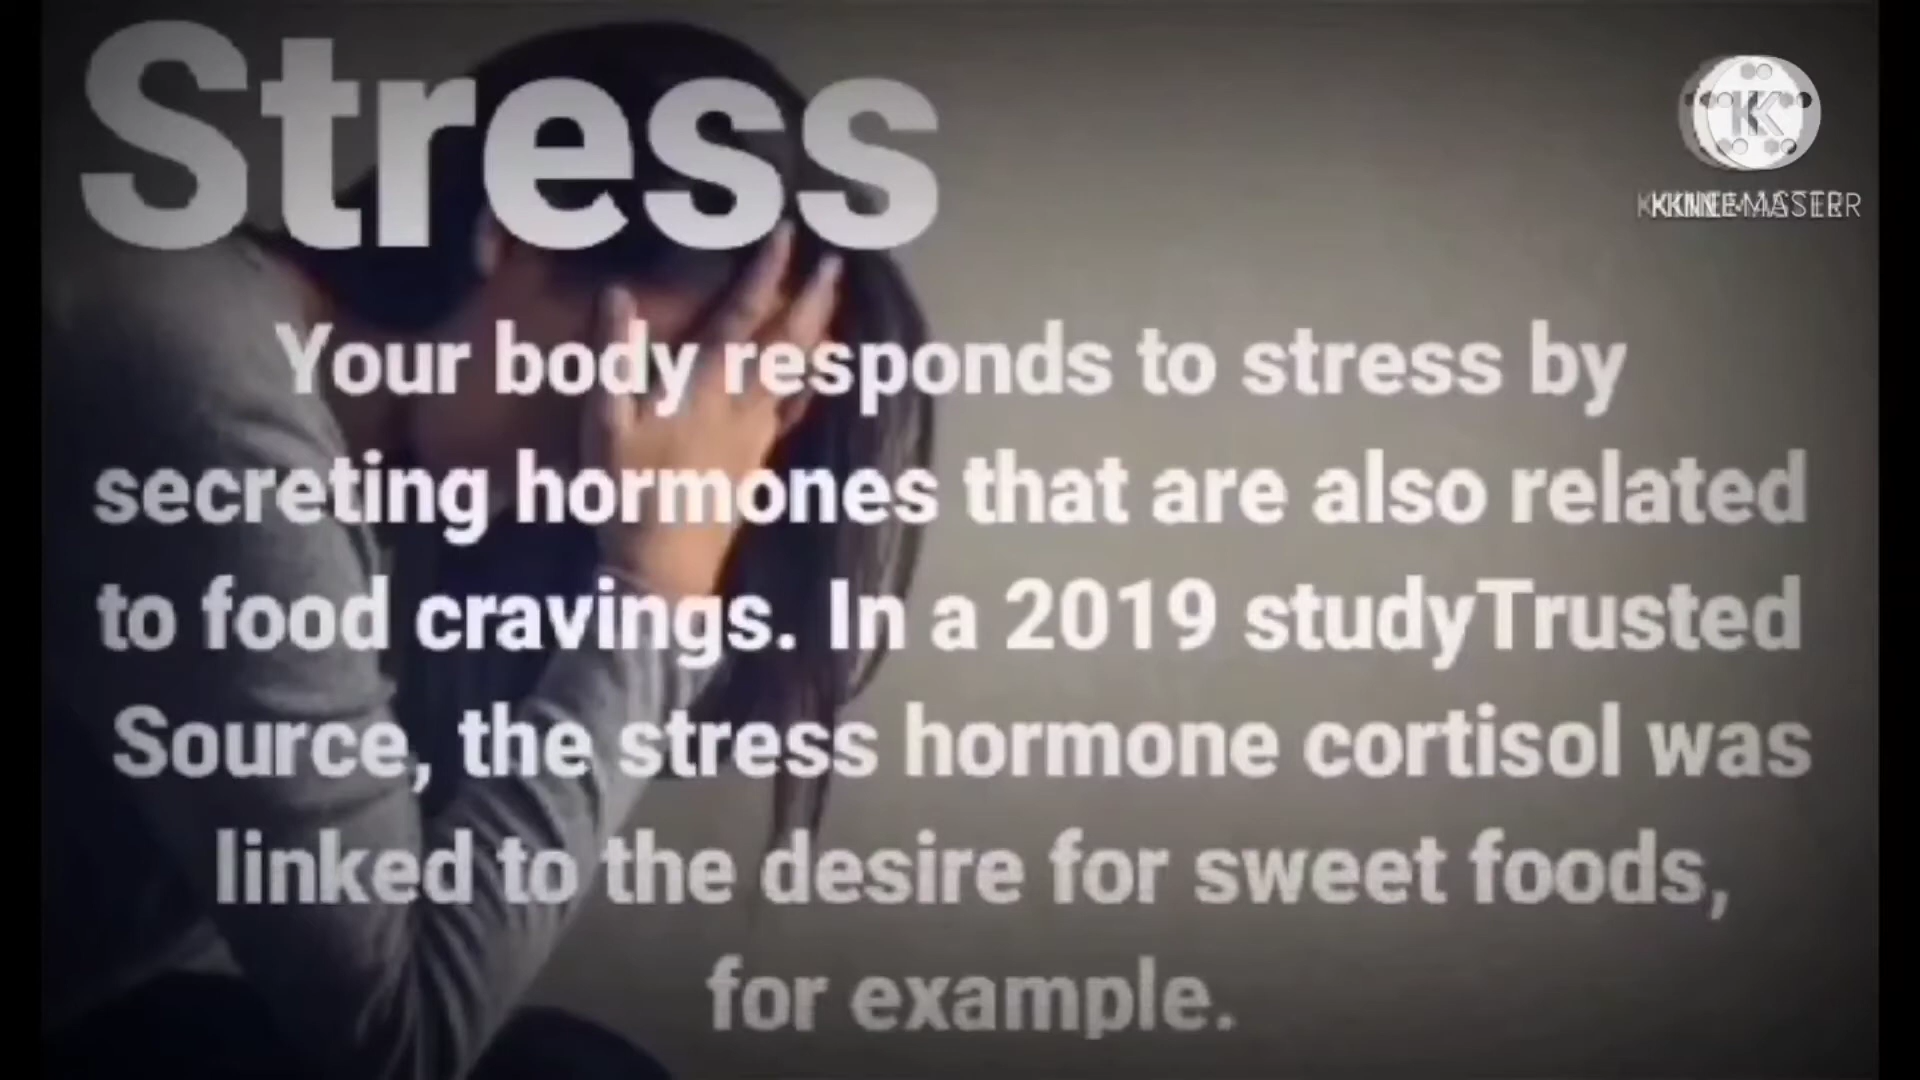 Stress
Your body responds to stress by
secreting hormones that are also related
to food cravings. In a 2019 studyTrusted
Source, the stress hormone cortisol was
linked to the desire for sweet foods,
for example.
KINEMASTER